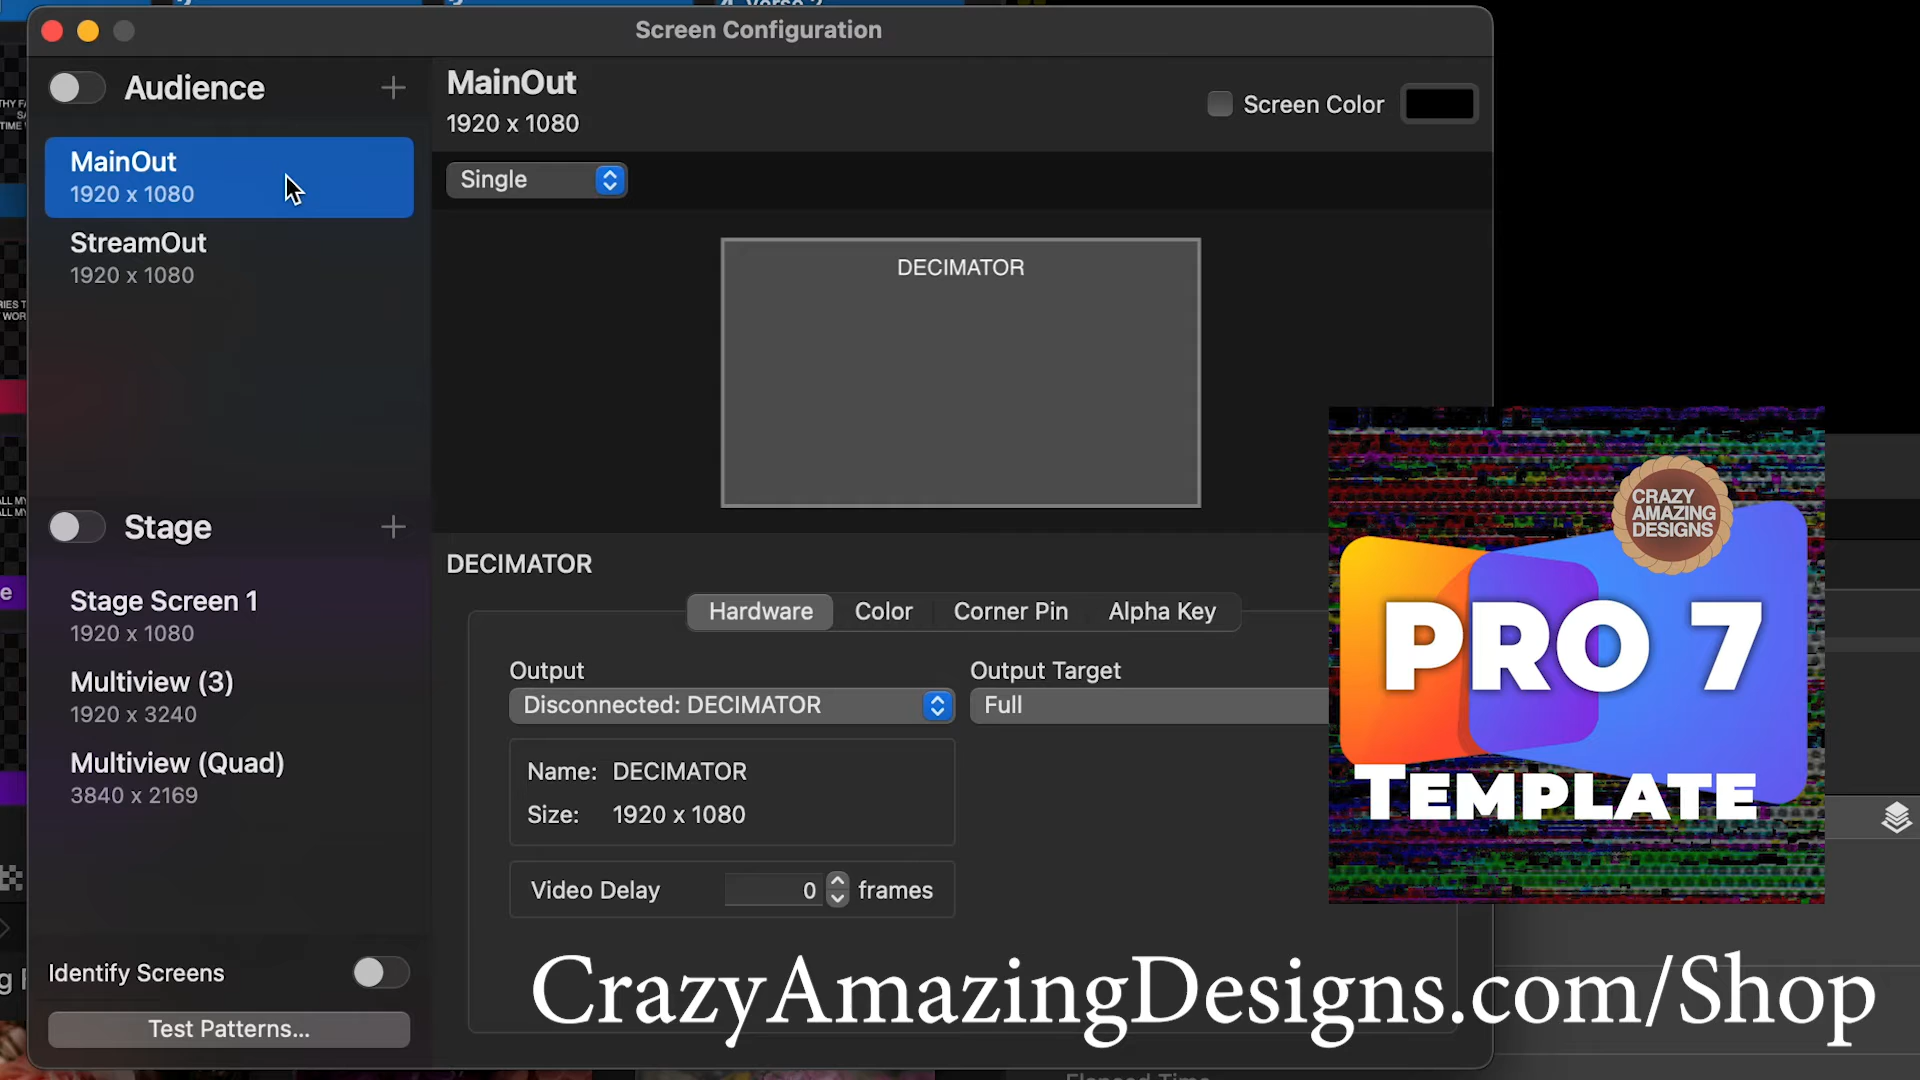 Screen Configuration
Audience
MainOut
1920 x 1080
StreamOut
1920 x 1080
Stage
Stage Screen 1
1920 x 1080
Multiview (3)
1920 x 3240
Multiview (Quad)
3840 x 2169
Identify Screens
Test Patterns...
MainOut
1920 x 1080
Screen Color
Single
DECIMATOR
DECIMATOR
Hardware
Color
Corner Pin
Alpha Key
Output
Disconnected: DECIMATOR
Output Target
Full
Name: DECIMATOR
Size: 1920 x 1080
Video Delay 0 frames
CRAZY
AMAZING
DESIGNS
PRO 7
TEMPLATE
CrazyAmazingDesigns.com/Shop